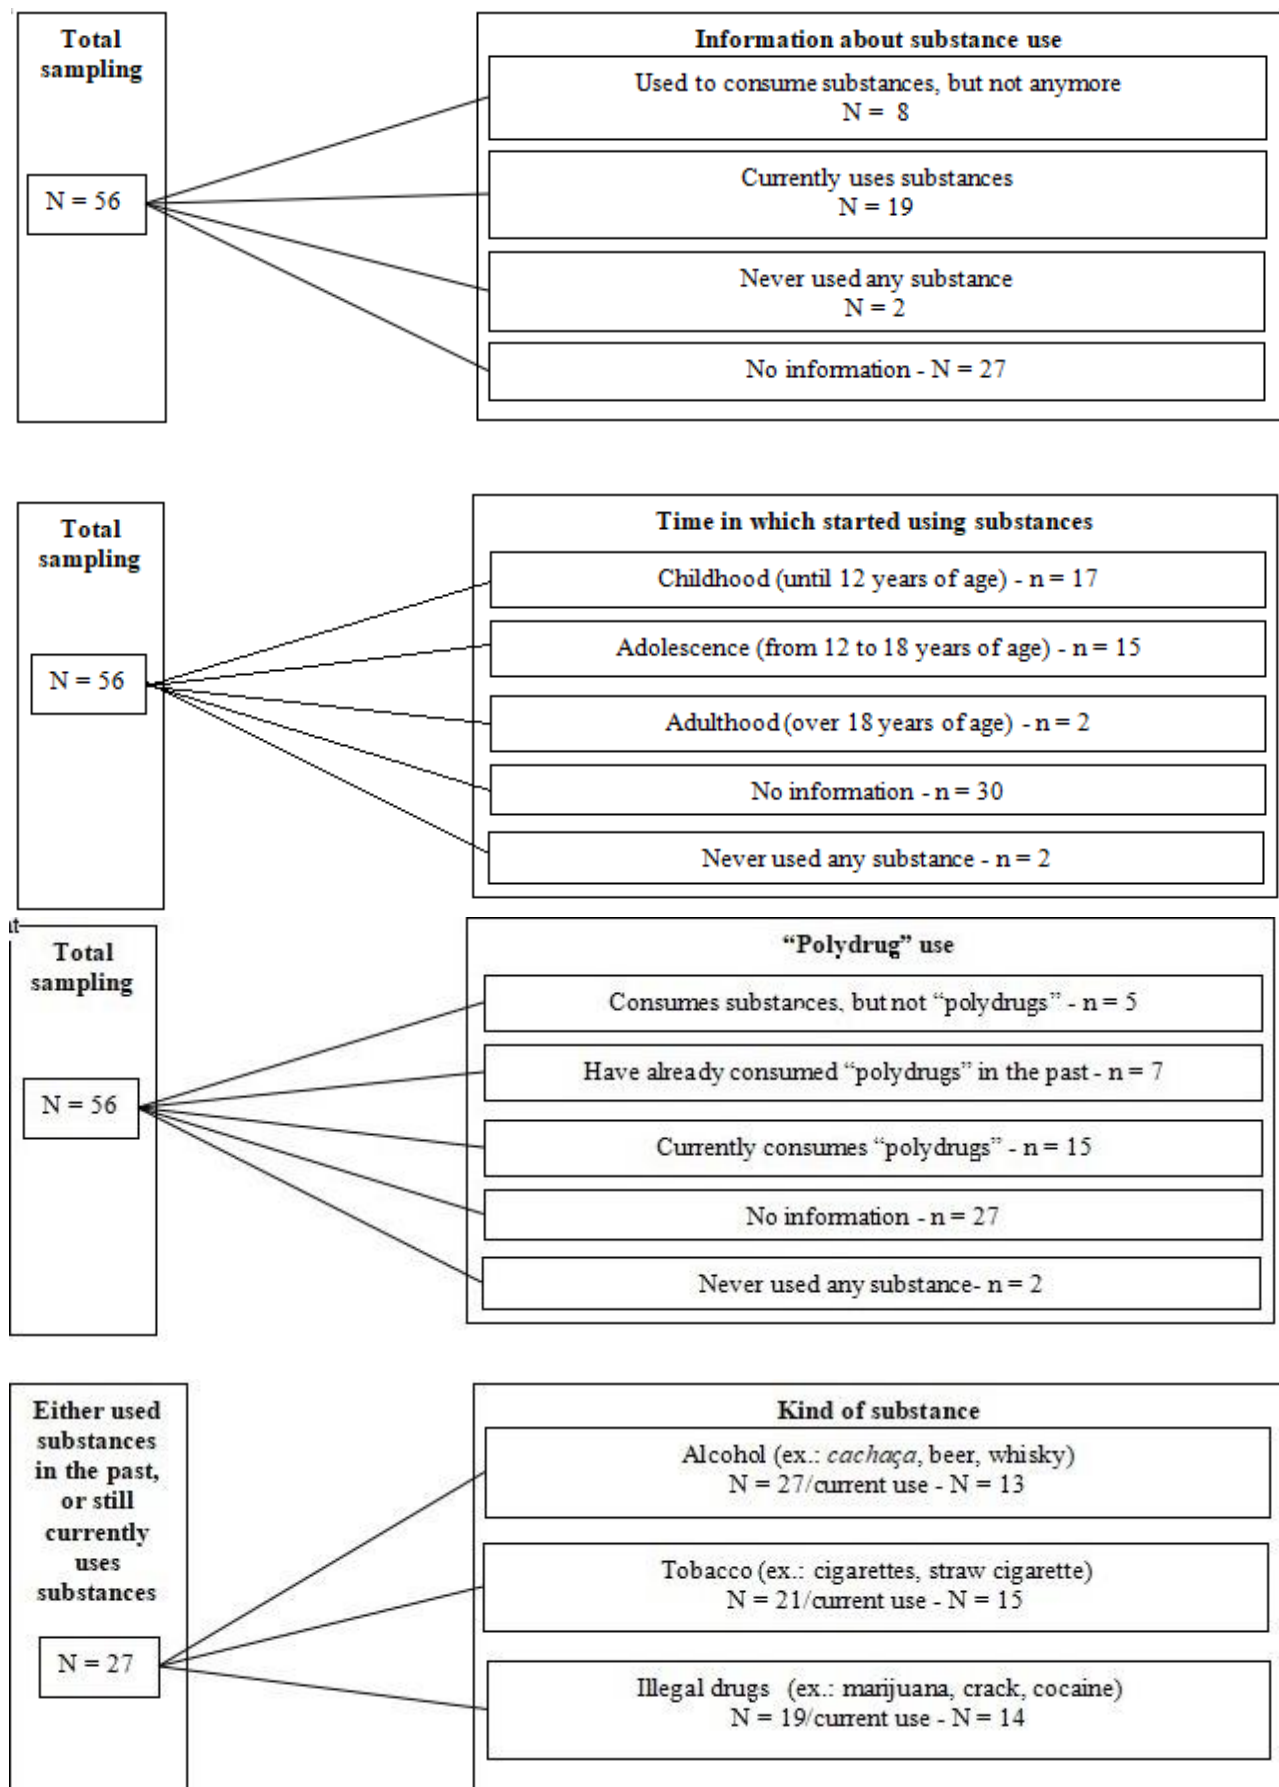 Total
sampling
N = 56
Information about substance use
Used to consume substances, but not anymore
N = 8
Currently uses substances
N = 19
Never used any substance
N = 2
No information - N = 27
Total
sampling
N = 56
Time in which started using substances
Childhood (until 12 years of age) - n = 17
Adolescence (from 12 to 18 years of age) - n = 15
Adulthood (over 18 years of age) - n = 2
No information - n = 30
Never used any substance - n = 2
Total
sampling
N = 56
“Polydrug” use
Consumes substances, but not “polydrugs” - n = 5
Have already consumed “polydrugs” in the past - n = 7
Currently consumes “polydrugs” - n = 15
No information - n = 27
Never used any substance- n = 2
Either used
substances
in the past,
or still
currently
uses
substances
N = 27
Kind of substance
Alcohol (ex.: cachaça, beer, whisky)
N = 27/current use - N = 13
Tobacco (ex.: cigarettes, straw cigarette)
N = 21/current use - N = 15
Illegal drugs (ex.: marijuana, crack, cocaine)
N = 19/current use - N = 14